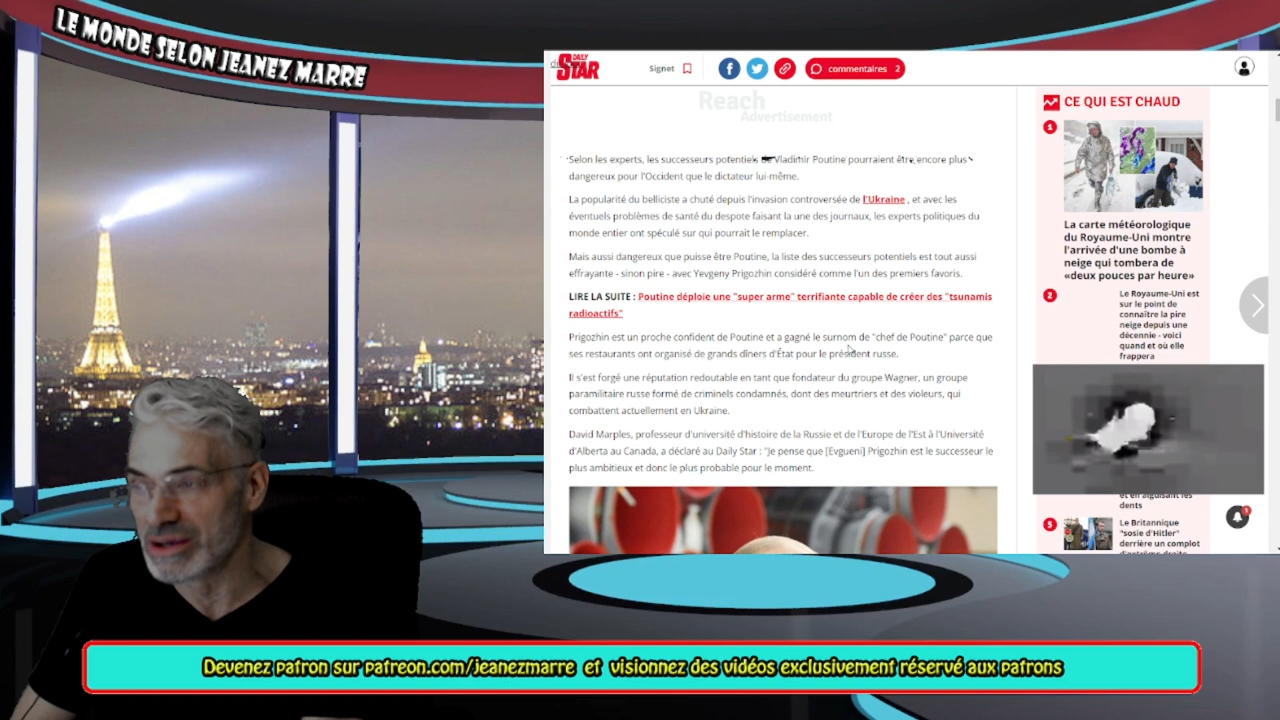 LE MONDE SELON JEANEZ MARRE
DAILY
STAR
Signet
commentaires 2
Reach
Advertisement
Selon les experts, les successeurs potentiels de Vladimir Poutine pourraient être encore plus
dangereux pour l'Occident que le dictateur lui-même.
La popularité du belliciste a chuté depuis l'invasion controversée de l'Ukraine , et avec les
éventuels problèmes de santé du despote faisant la une des journaux, les experts politiques du
monde entier ont spéculé sur qui pourrait le remplacer.
Mais aussi dangereux que puisse être Poutine, la liste des successeurs potentiels est tout aussi
effrayante - sinon pire - avec Yevgeny Prigozhin considéré comme l'un des premiers favoris.
LIRE LA SUITE : Poutine déploie une "super arme" terrifiante capable de créer des "tsunamis
radioactifs"
Prigozhin est un proche confident de Poutine et a gagné le surnom de "chef de Poutine" parce que
ses restaurants ont organisé de grands dîners d'État pour le président russe.
Il s'est forgé une réputation redoutable en tant que fondateur du groupe Wagner, un groupe
paramilitaire russe formé de criminels condamnés, dont des meurtriers et des violeurs, qui
combattent actuellement en Ukraine.
David Marples, professeur d'université d'histoire de la Russie et de l'Europe de l'Est à l'Université
d'Alberta au Canada, a déclaré au Daily Star : "Je pense que [Evgueni] Prigozhin est le successeur le
plus ambitieux et donc le plus probable pour le moment.
CE QUI EST CHAUD
1
La carte météorologique
du Royaume-Uni montre
l'arrivée d'une bombe à
neige qui tombera de
«deux pouces par heure»
2
Le Royaume-Uni est
sur le point de
connaître la pire
neige depuis une
décennie - voici
quand et où elle
frappera
et en aiguisant les
dents
5
Le Britannique
"sosie d'Hitler"
derrière un complot
d'extrême droite
1
Devenez patron sur patreon.com/jeanezmarre et visionnez des vidéos exclusivement réservé aux patrons